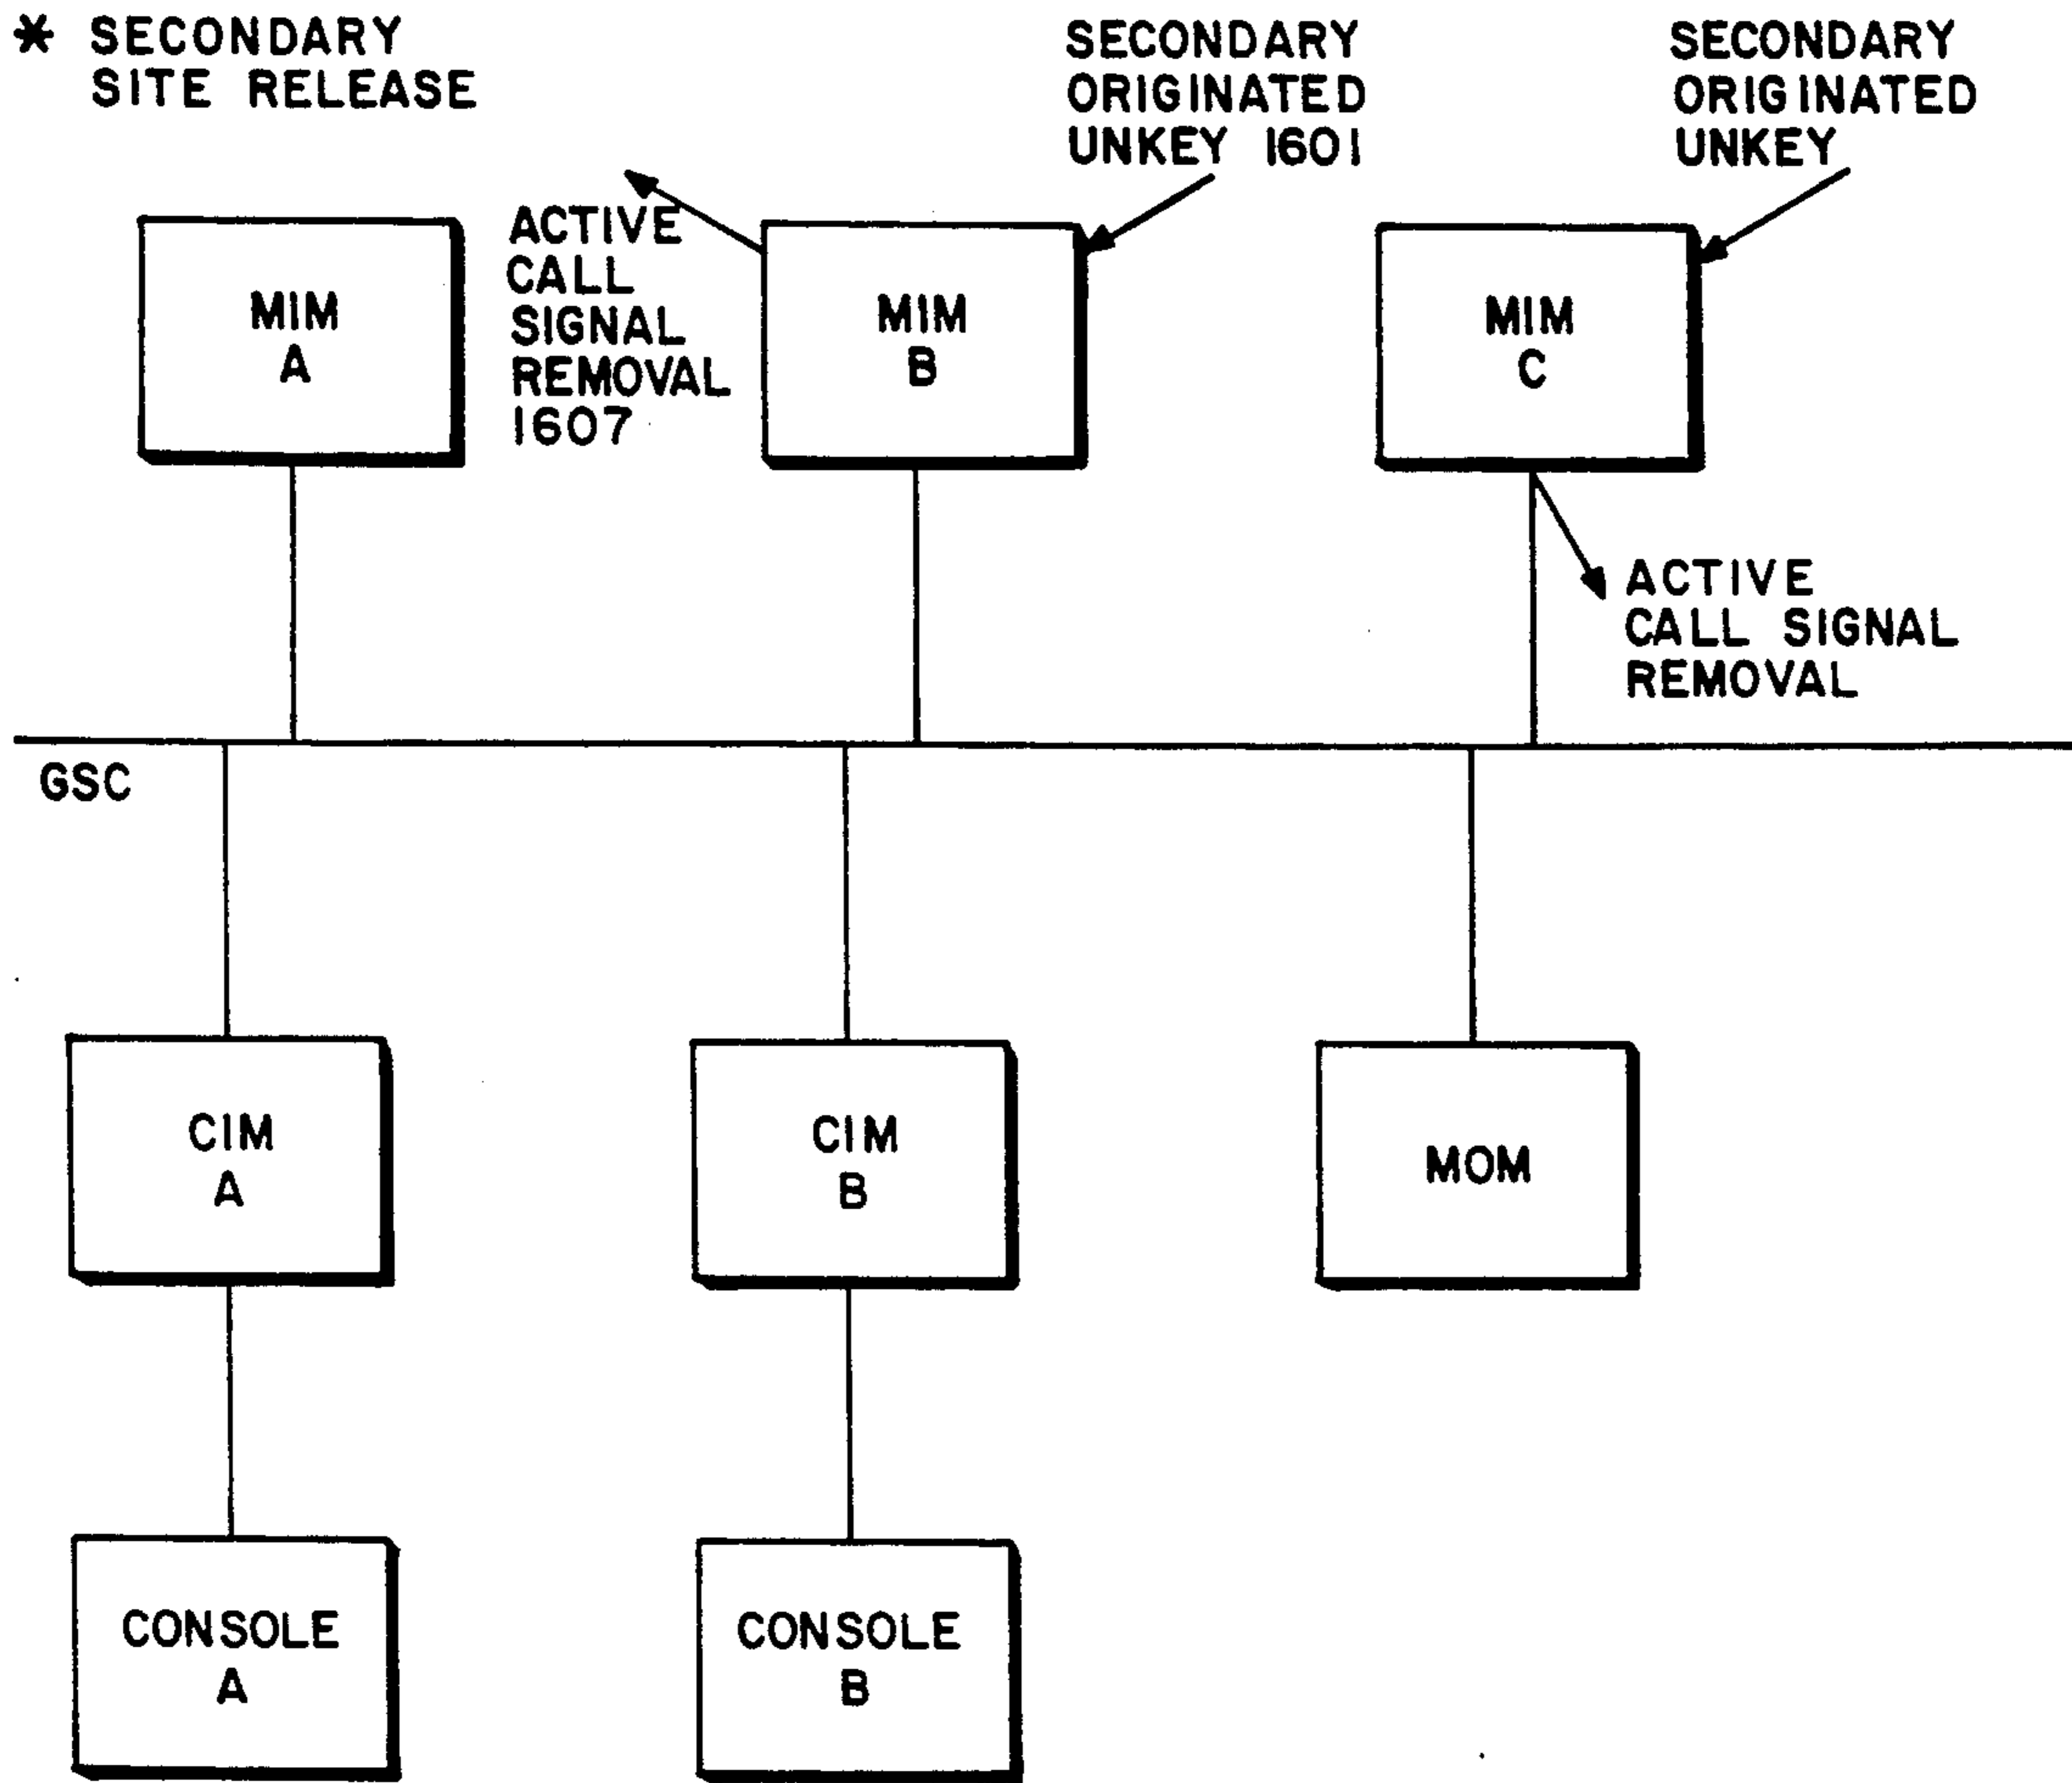 * SECONDARY
SITE RELEASE
SECONDARY
ORIGINATED
UNKEY 1601
SECONDARY
ORIGINATED
UNKEY
MIM
A
ACTIVE
CALL
SIGNAL
REMOVAL
1607
MIM
B
MIM
C
ACTIVE
CALL SIGNAL
REMOVAL
GSC
CIM
A
CIM
B
MOM
CONSOLE
A
CONSOLE
B